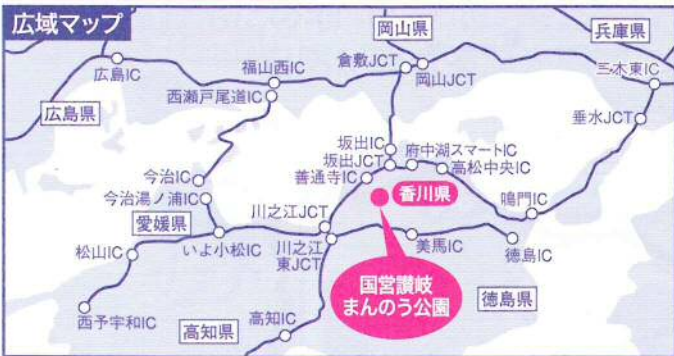 広域マップ
岡山県
兵庫県
広島IC
福山西IC
倉敷JCT
岡山JCT
三木東IC
西瀬戸尾道IC
広島県
垂水JCT
坂出IC
坂出JCT
府中湖スマートIC
高松中央IC
善通寺IC
今治IC
今治湯ノ浦IC
香川県
鳴門IC
愛媛県
川之江JCT
松山IC
いよ小松IC
川之江
東JCT
美馬IC
徳島IC
国営讃岐
まんのう公園
徳島県
西予宇和IC
高知県
高知IC